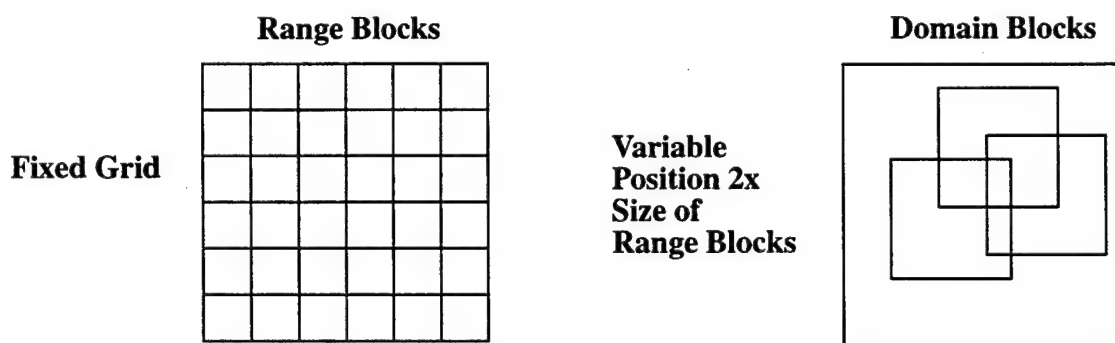 Range Blocks
Domain Blocks
Fixed Grid
Variable
Position 2x
Size of
Range Blocks